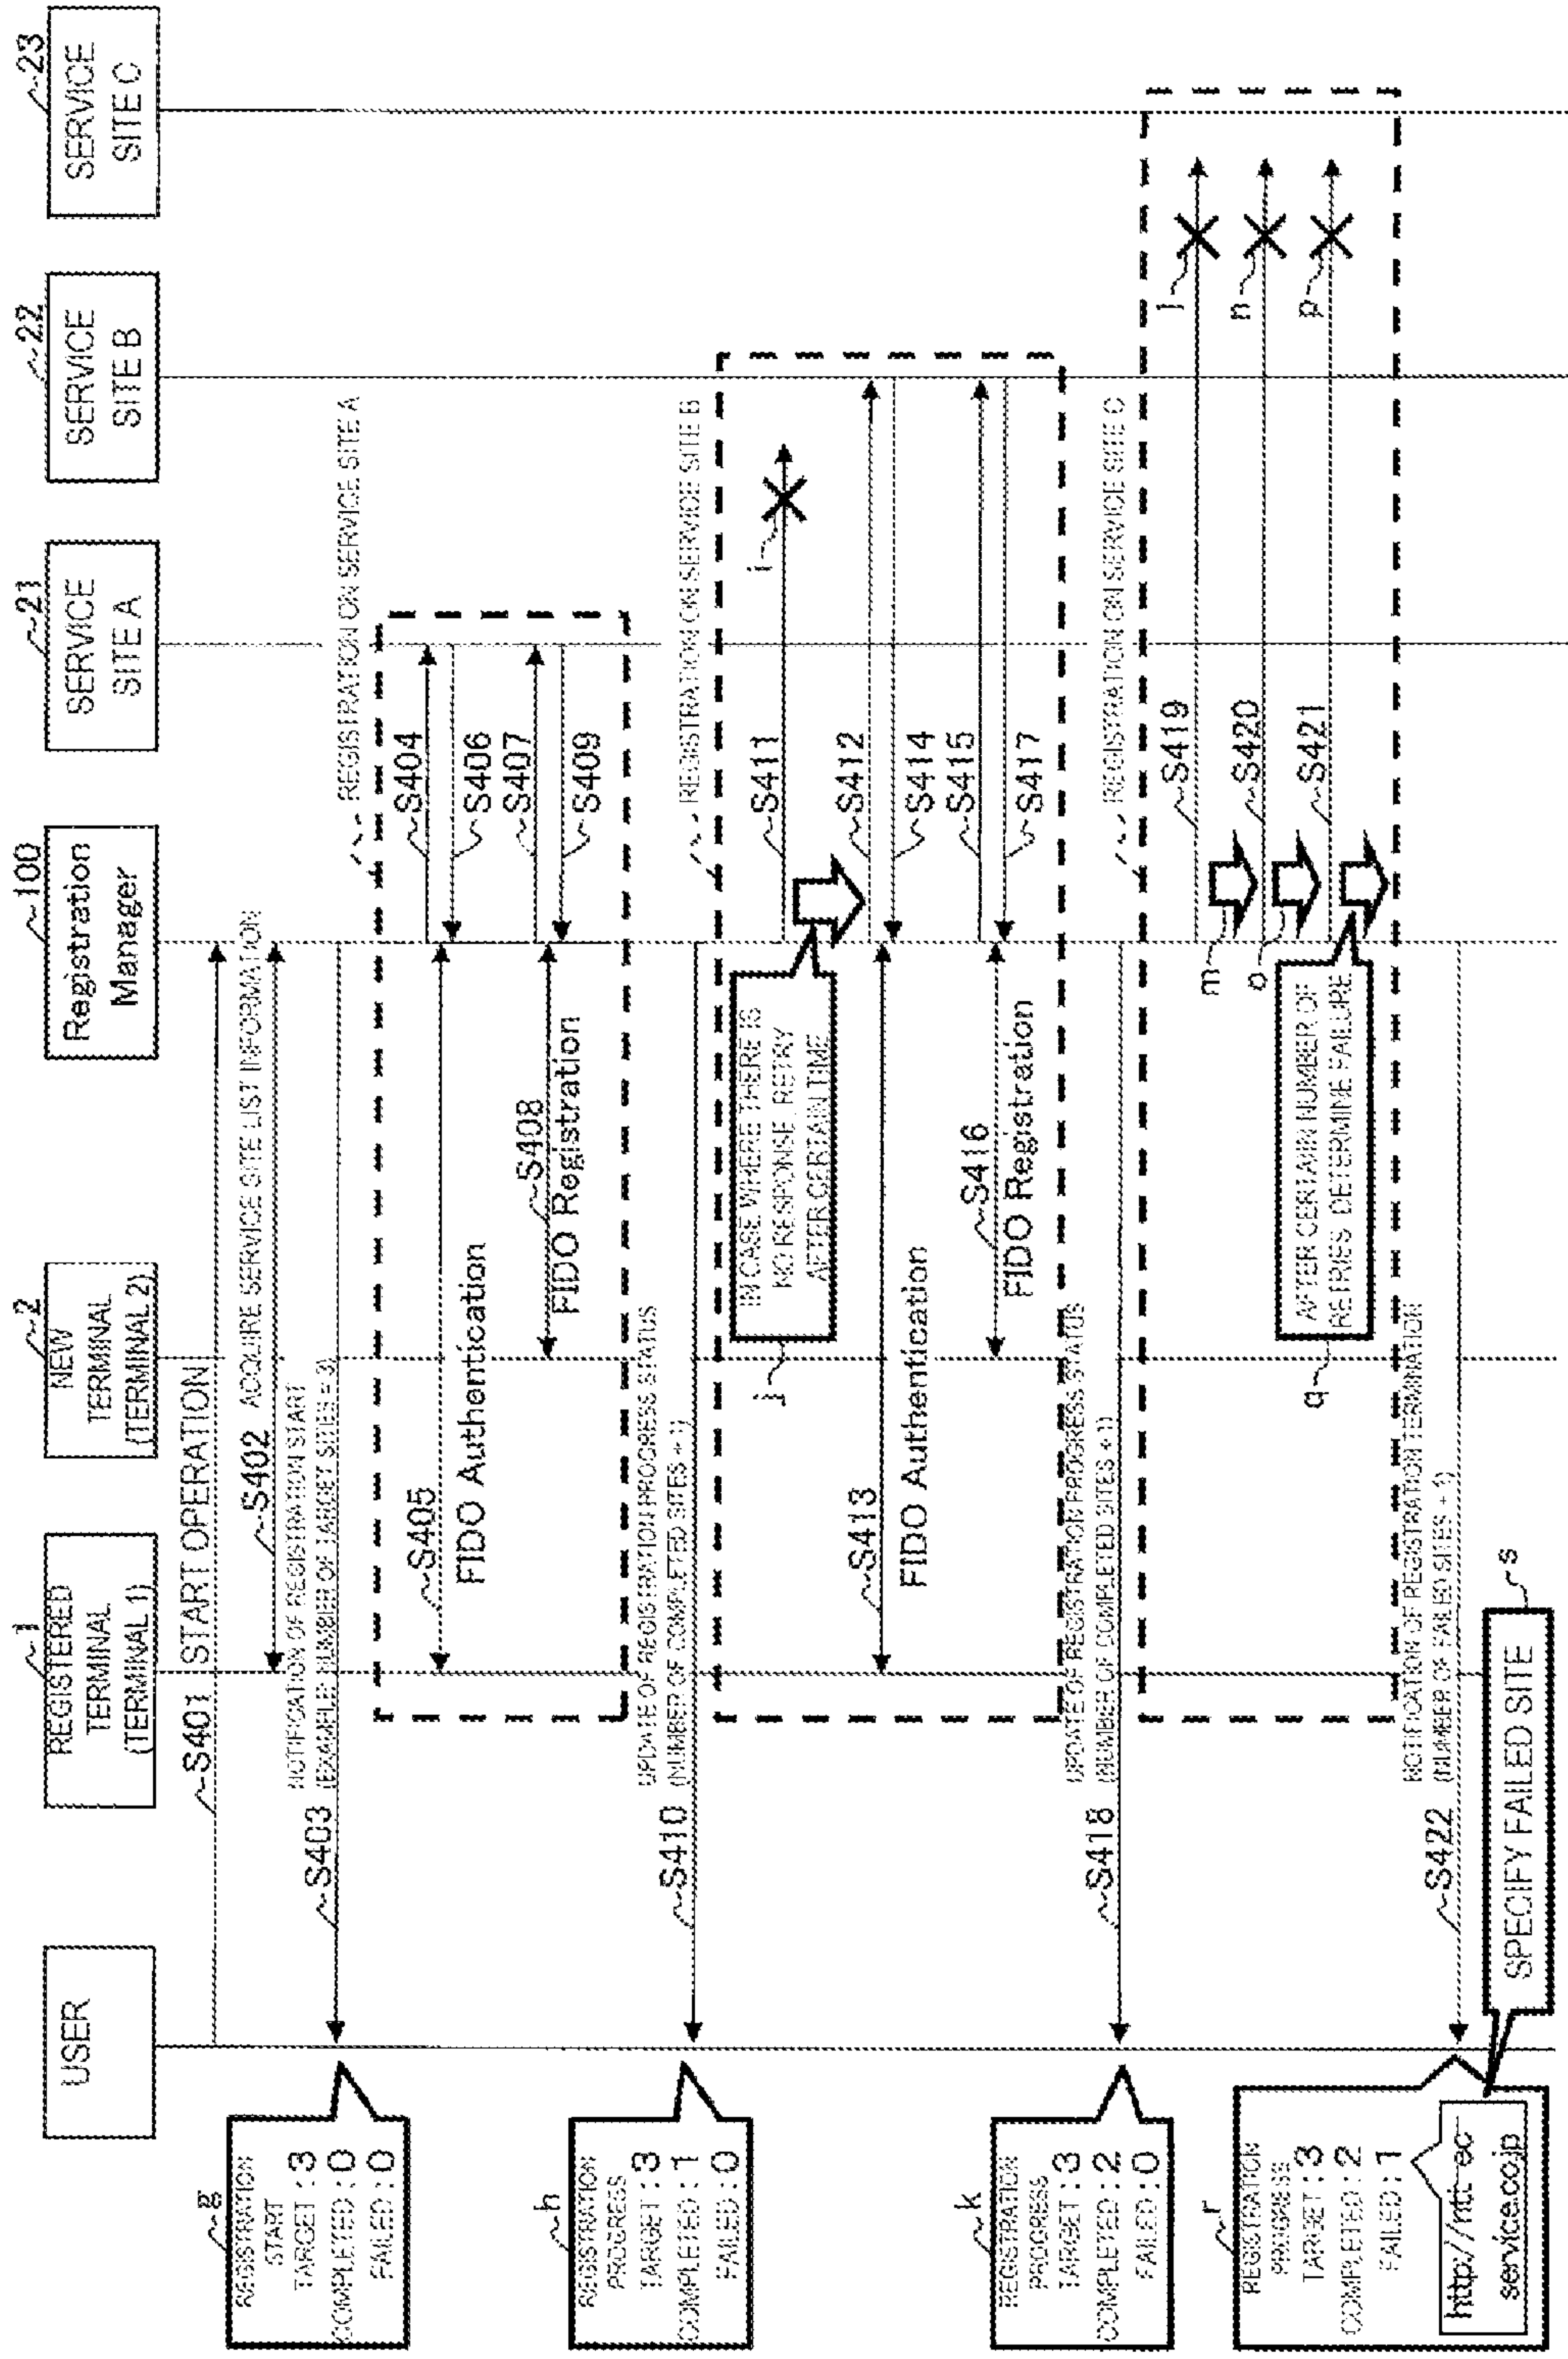 USER
1
REGISTERED
TERMINAL
(TERMINAL 1)
2
NEW
TERMINAL
(TERMINAL 2)
100
Registration
Manager
21
SERVICE
SITE A
22
SERVICE
SITE B
23
SERVICE
SITE C
S401 START OPERATION
S402 ACQUIRE SERVICE SITE LIST INFORMATION
g
REGISTRATION
START
TARGET : 3
COMPLETED : 0
FAILED : 0
S403
NOTIFICATION OF REGISTRATION START
(EXAMPLE: NUMBER OF TARGET SITES = 3)
REGISTRATION ON SERVICE SITE A
S404
S405
FIDO Authentication
S406
S407
S408
FIDO Registration
S409
h
REGISTRATION
PROGRESS
TARGET : 3
COMPLETED : 1
FAILED : 0
S410
UPDATE OF REGISTRATION PROGRESS STATUS
(NUMBER OF COMPLETED SITES + 1)
REGISTRATION ON SERVICE SITE B
S411
i
j
IN CASE WHERE THERE IS
NO RESPONSE, RETRY
AFTER CERTAIN TIME
S412
S413
FIDO Authentication
S414
S415
S416
FIDO Registration
S417
k
REGISTRATION
PROGRESS
TARGET : 3
COMPLETED : 2
FAILED : 0
S418
UPDATE OF REGISTRATION PROGRESS STATUS
(NUMBER OF COMPLETED SITES + 1)
REGISTRATION ON SERVICE SITE C
S419
l
m
S420
n
o
S421
p
q
AFTER CERTAIN NUMBER OF
RETRIES, DETERMINE FAILURE
r
REGISTRATION
PROGRESS
TARGET : 3
COMPLETED : 2
FAILED : 1
http://nti-ec-
service.co.jp
S422
NOTIFICATION OF REGISTRATION TERMINATION
(NUMBER OF FAILED SITES + 1)
s
SPECIFY FAILED SITE